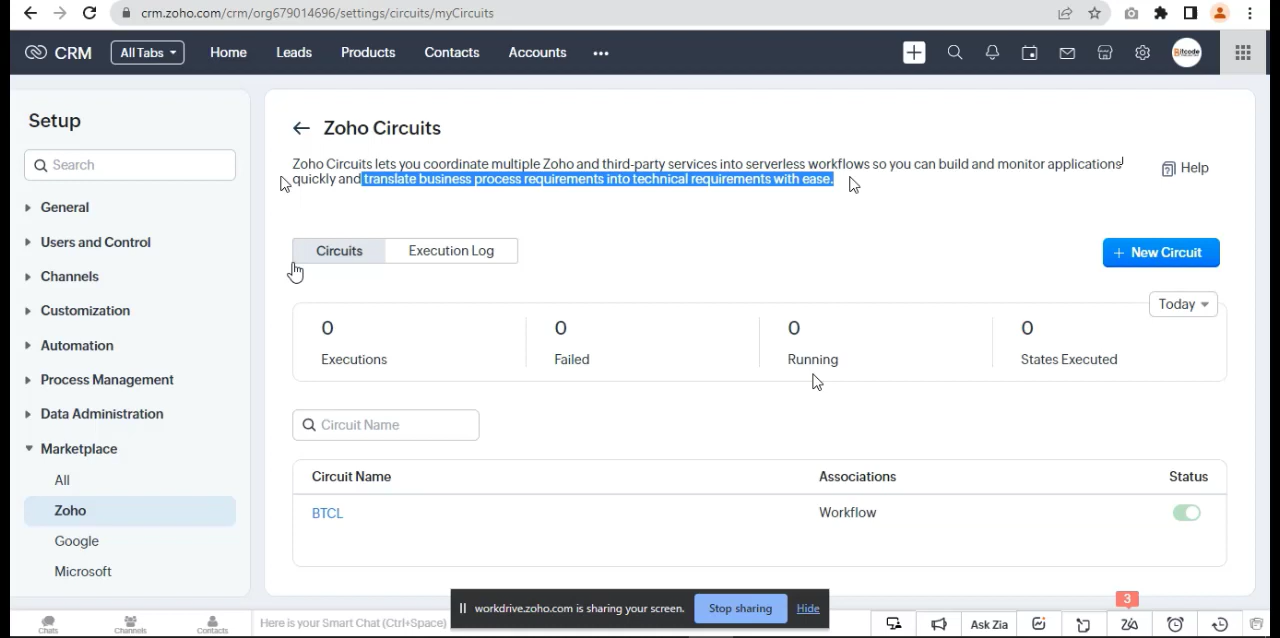 crm.zoho.com/crm/org679014696/settings/circuits/myCircuits
CRM All Tabs Home Leads Products Contacts Accounts
Bitcode
Setup
Search
General
Users and Control
Channels
Customization
Automation
Process Management
Data Administration
Marketplace
All
Zoho
Google
Microsoft
Zoho Circuits
Zoho Circuits lets you coordinate multiple Zoho and third-party services into serverless workflows so you can build and monitor applications
quickly and translate business process requirements into technical requirements with ease.
Help
Circuits Execution Log
+ New Circuit
Today
0 0 0 0
Executions Failed Running States Executed
Circuit Name
Circuit Name Associations Status
BTCL Workflow
workdrive.zoho.com is sharing your screen. Stop sharing Hide
3
Chats Channels Contacts Here is your Smart Chat (Ctrl+Space) Ask Zia